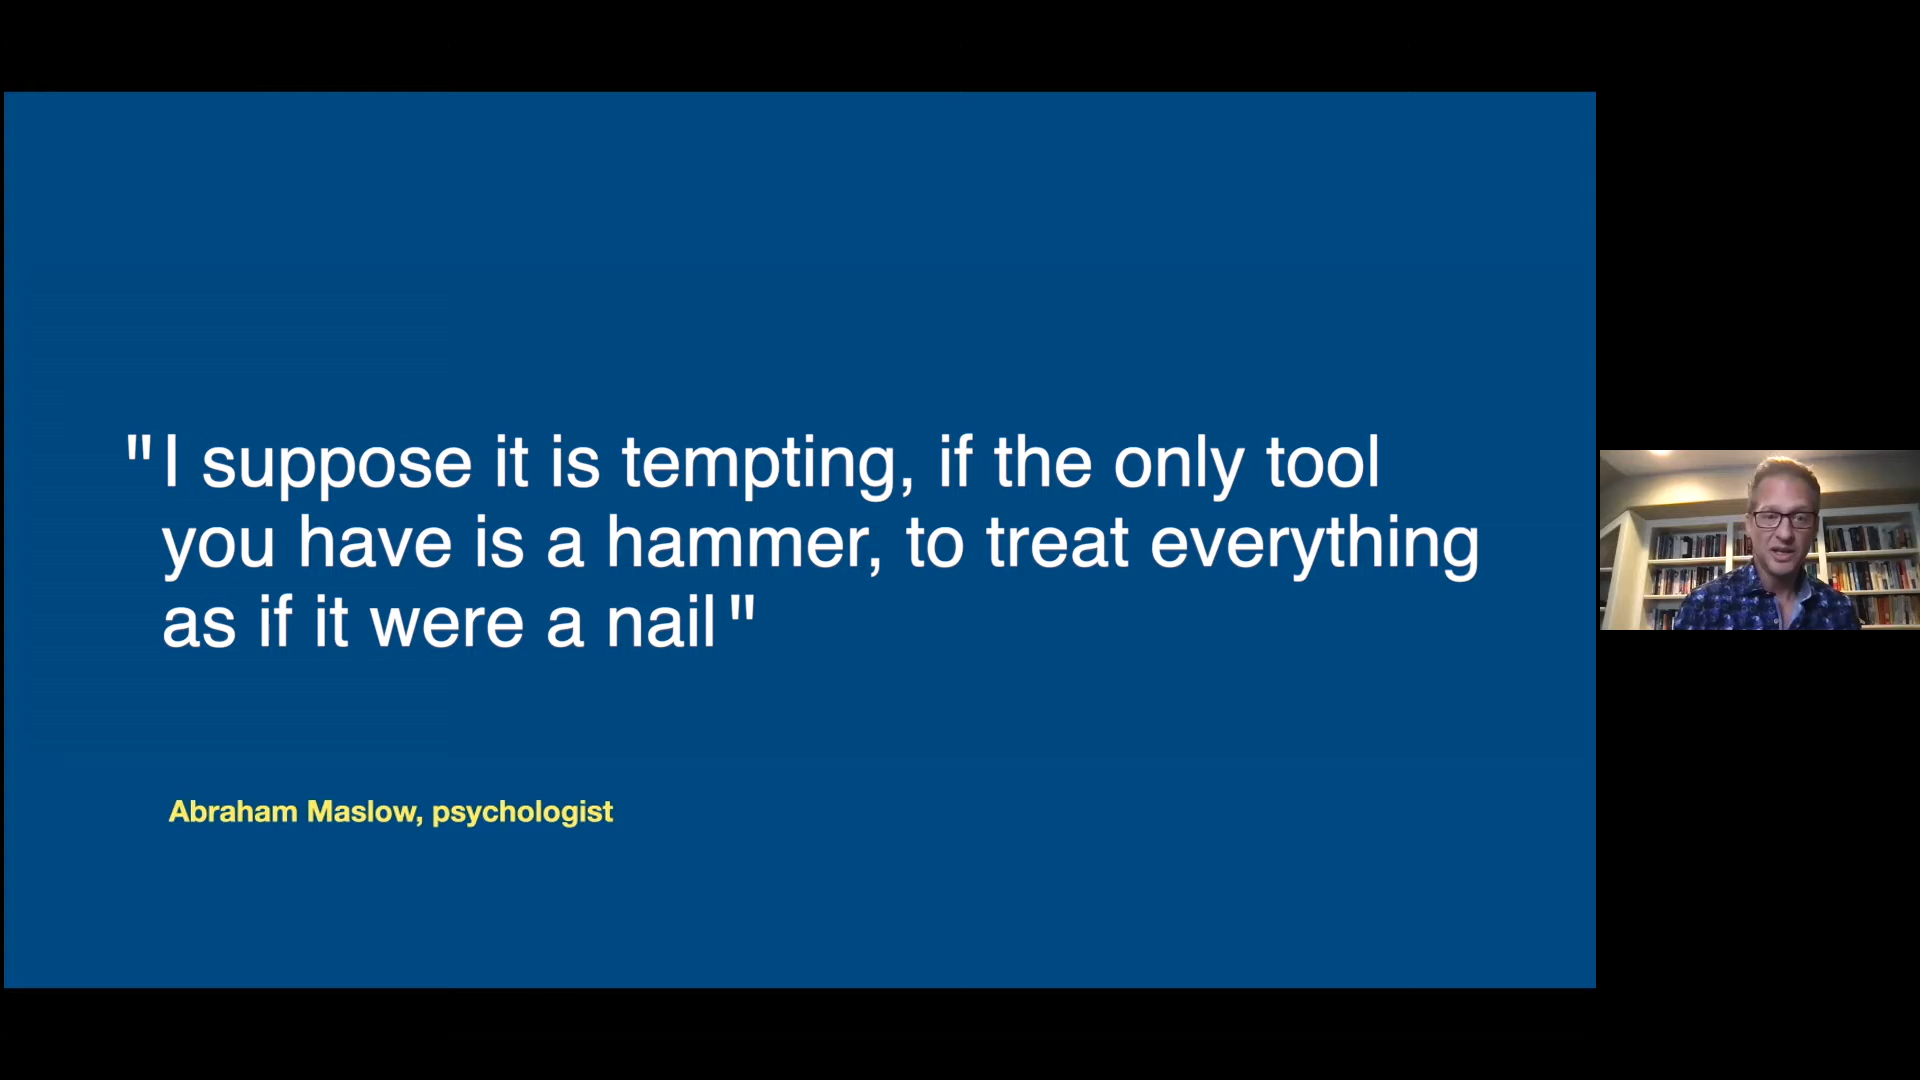 "I suppose it is tempting, if the only tool
you have is a hammer, to treat everything
as if it were a nail"
Abraham Maslow, psychologist